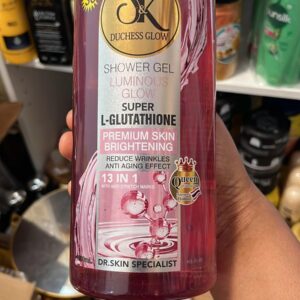 S&K
DUCHESS GLOW
SHOWER GEL
LUMINOUS
GLOW
SUPER
L-GLUTATHIONE
PREMIUM SKIN
BRIGHTENING
REDUCE WRINKLES
ANTI AGING EFFECT
13 IN 1
Queen
DR.SKIN SPECIALIST